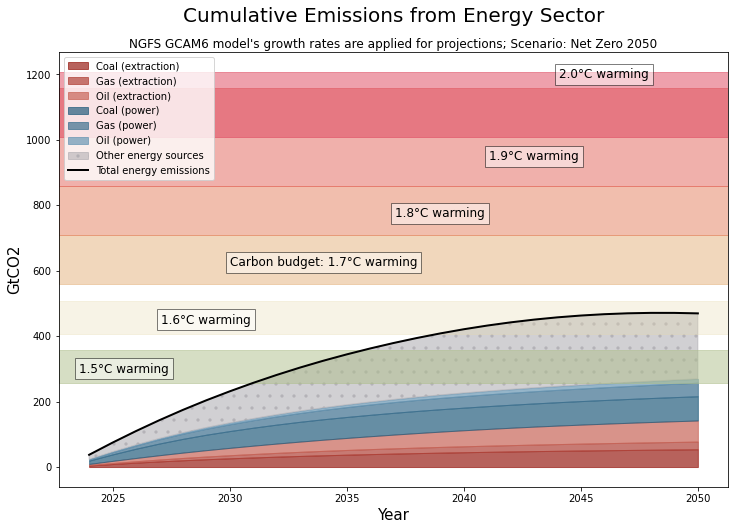 Cumulative Emissions from Energy Sector
NGFS GCAM6 model's growth rates are applied for projections; Scenario: Net Zero 2050
GtCO2
1200
1000
800
600
400
200
0
Coal (extraction)
Gas (extraction)
Oil (extraction)
Coal (power)
Gas (power)
Oil (power)
Other energy sources
Total energy emissions
2.0°C warming
1.9°C warming
1.8°C warming
Carbon budget: 1.7°C warming
1.6°C warming
1.5°C warming
2025 2030 2035 2040 2045 2050
Year